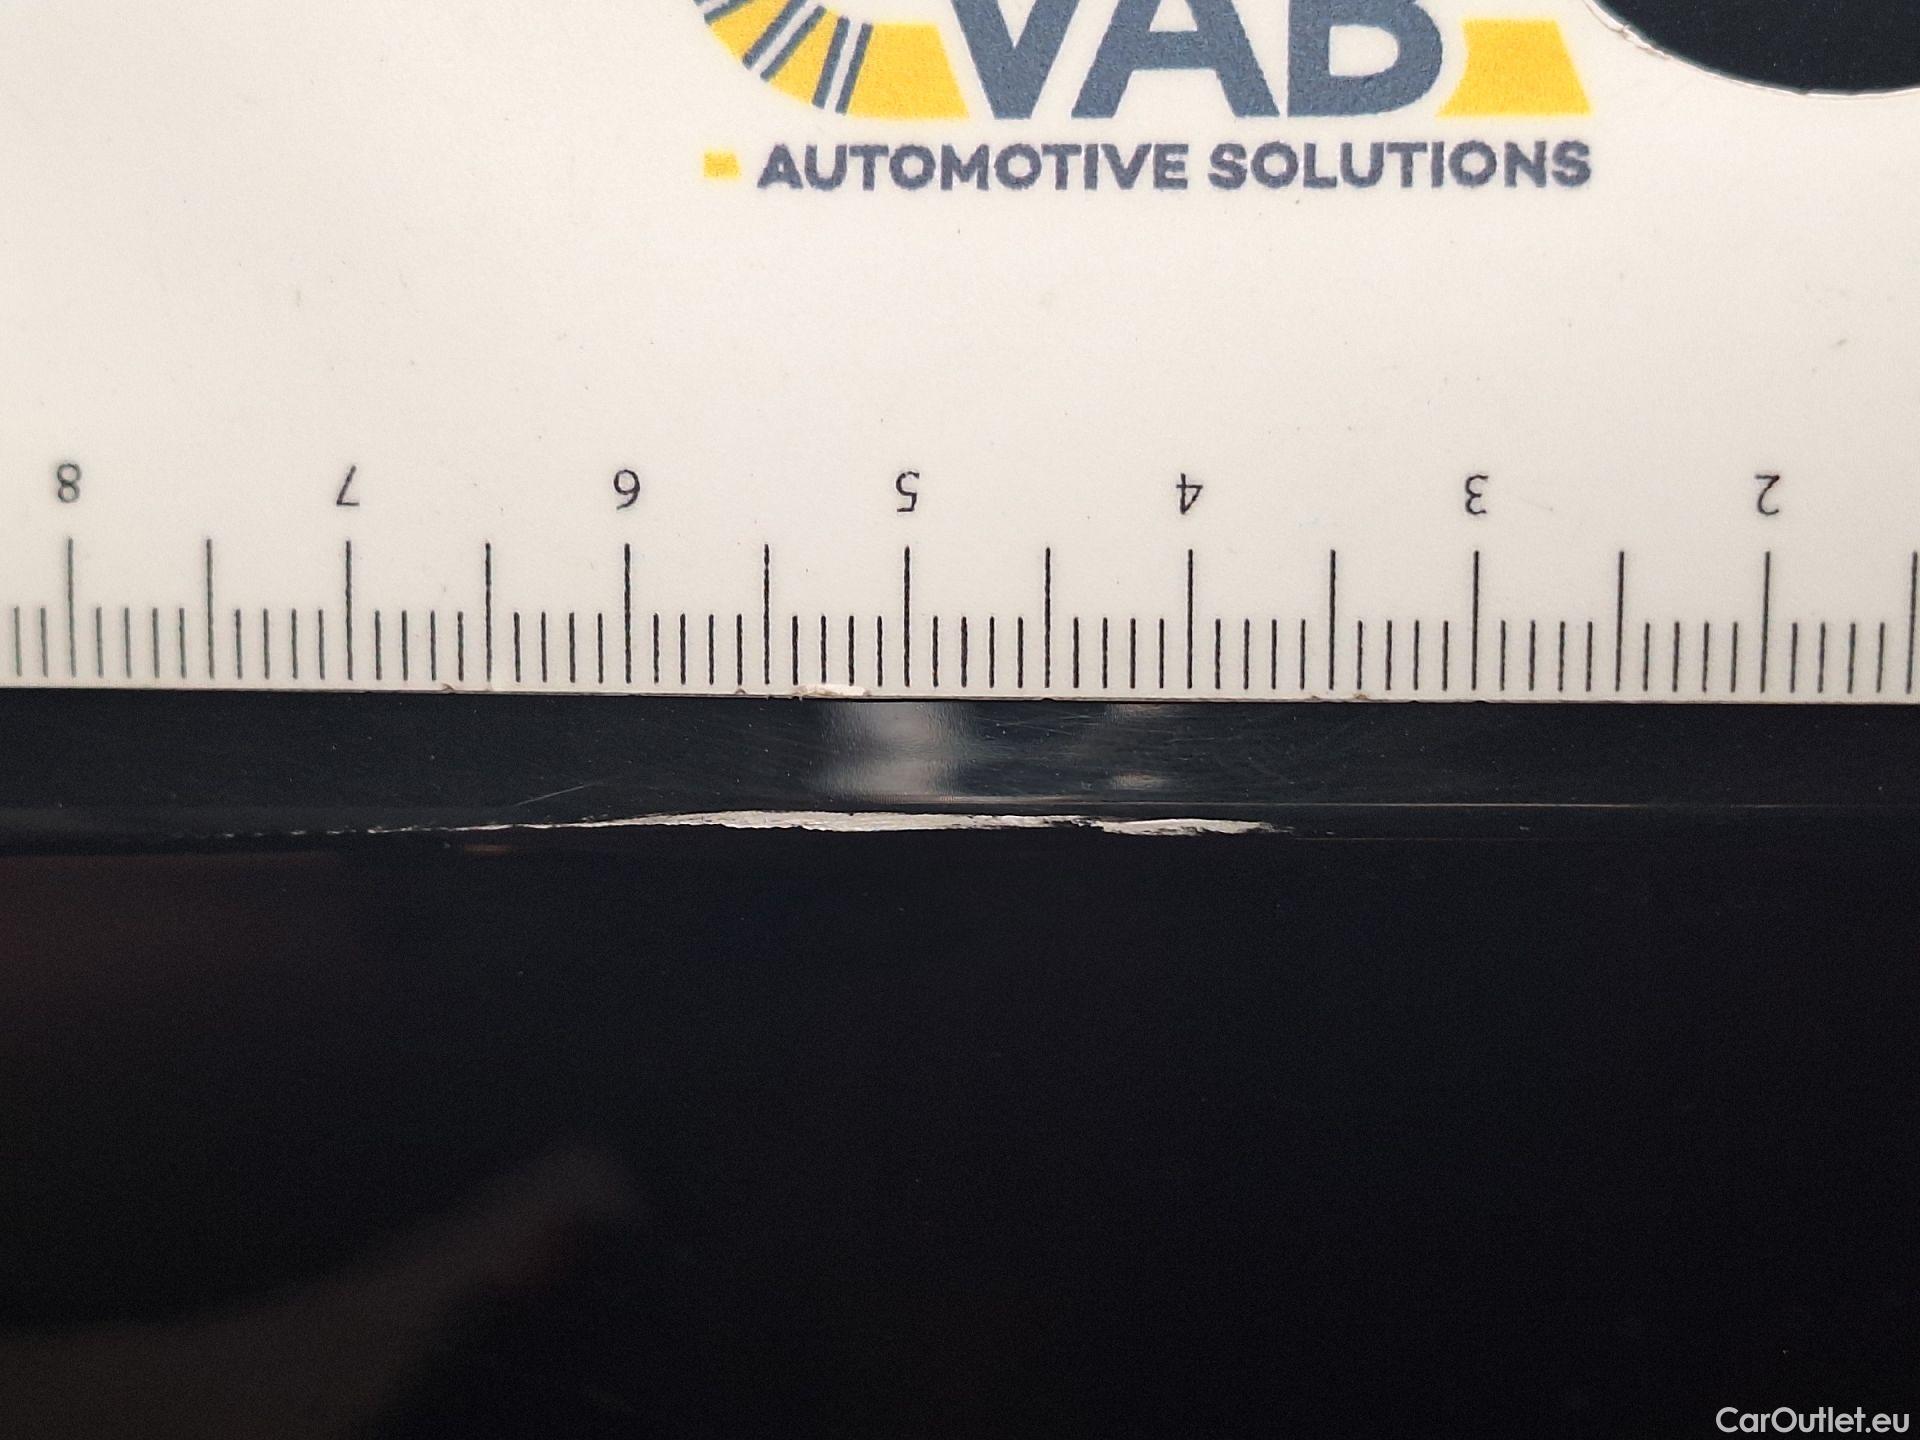 VAB
AUTOMOTIVE SOLUTIONS
8 7 6 5 4 3 2
CarOutlet.eu